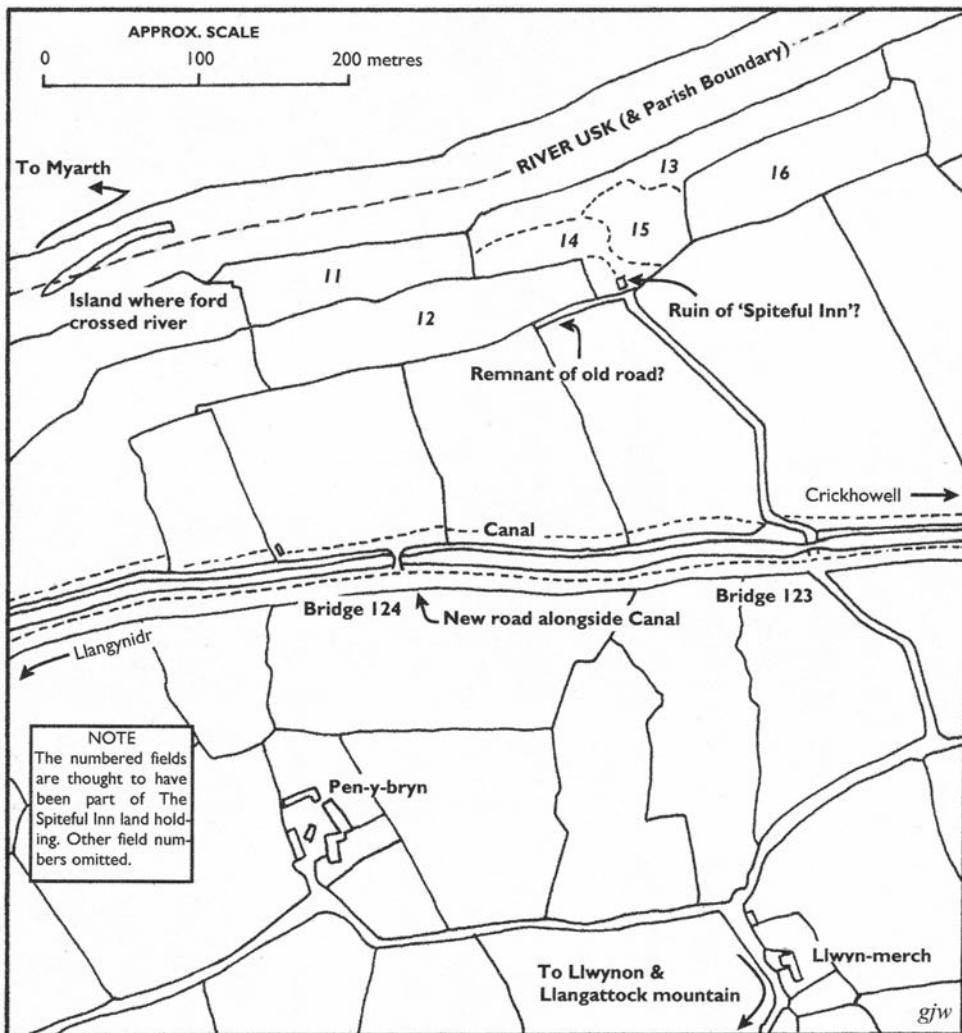 APPROX. SCALE
0 100 200 metres
RIVER USK (& Parish Boundary)
To Myarth
13
16
15
14
11
Island where ford
crossed river
12
Ruin of 'Spiteful Inn'?
Remnant of old road?
Crickhowell
Canal
Bridge 124
New road alongside Canal
Bridge 123
Llangynidr
NOTE
The numbered fields
are thought to have
been part of The
Spiteful Inn land hold-
ing. Other field num-
bers omitted.
Pen-y-bryn
Llwyn-merch
To Llwynon &
Llangattock mountain
gjw